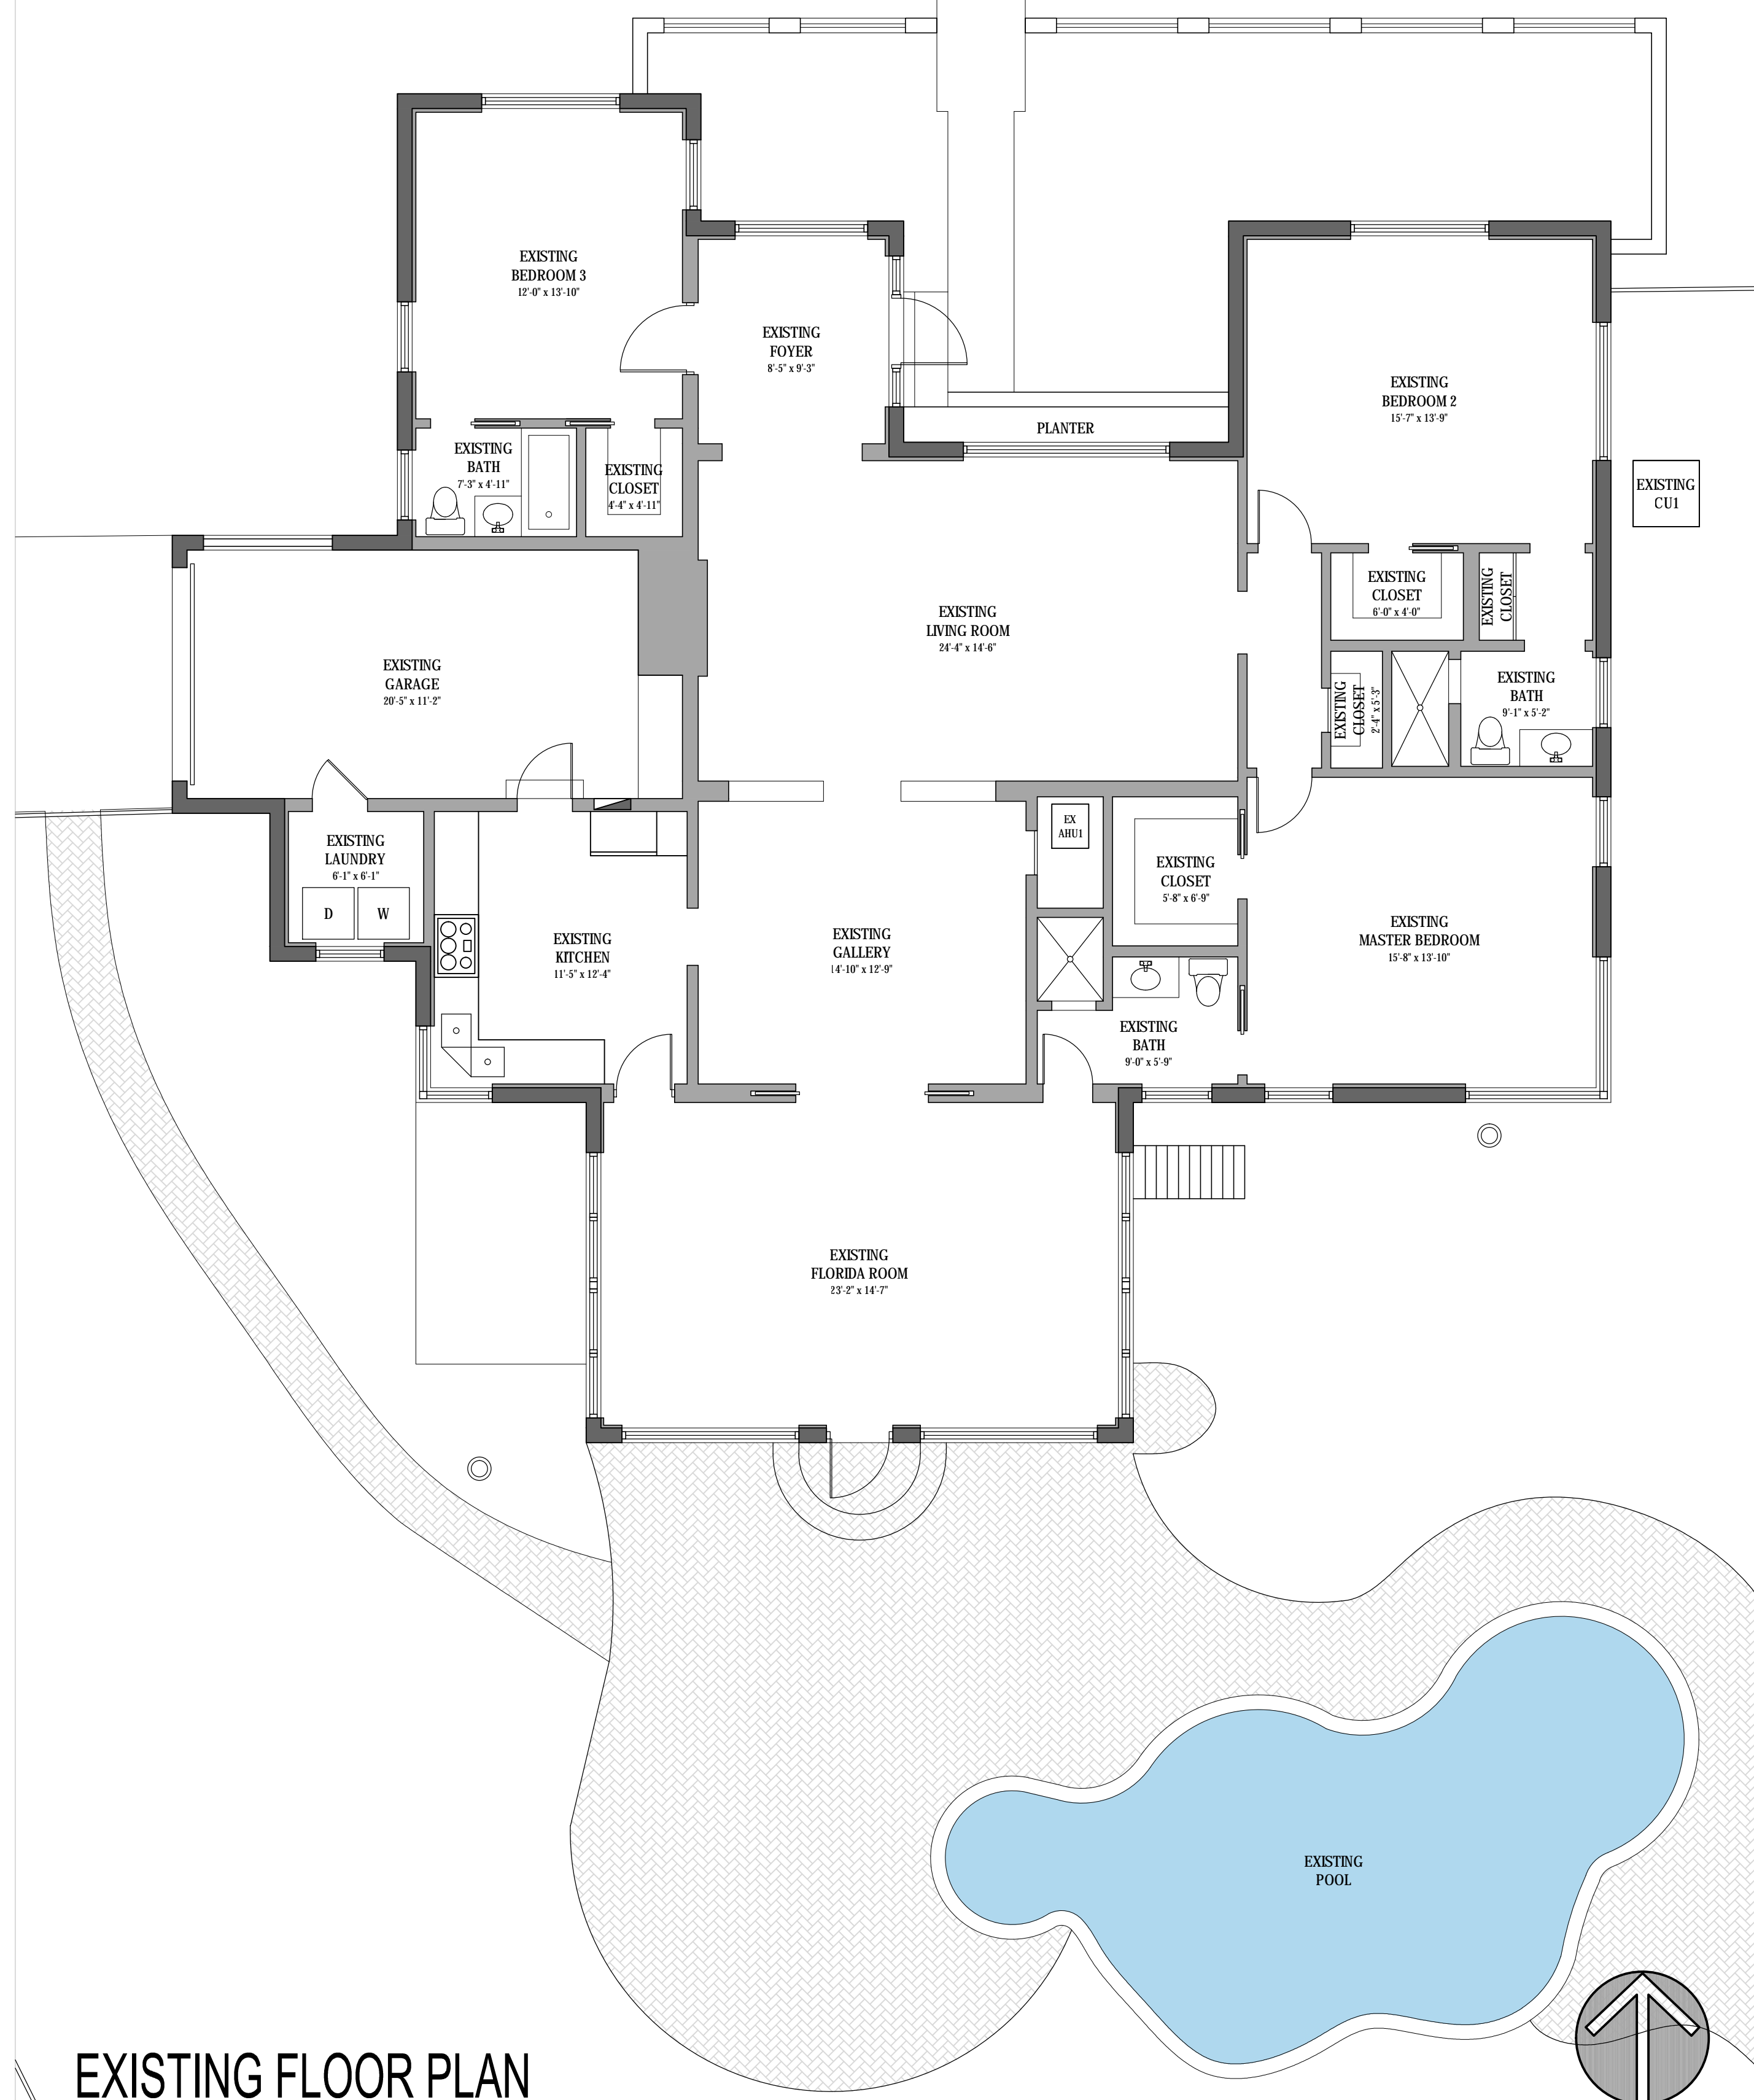 EXISTING
BEDROOM 3
12'-0" x 13'-10"
EXISTING
FOYER
8'-5" x 9'-3"
EXISTING
BEDROOM 2
15'-7" x 13'-9"
PLANTER
EXISTING
BATH
7'-3" x 4'-11"
EXISTING
CLOSET
4'-4" x 4'-11"
EXISTING
CU1
EXISTING
CLOSET
6'-0" x 4'-0"
EXISTING
CLOSET
EXISTING
LIVING ROOM
24'-4" x 14'-6"
EXISTING
GARAGE
20'-5" x 11'-2"
EXISTING
CLOSET
2'-4" x 5'-3"
EXISTING
BATH
9'-1" x 5'-2"
EXISTING
LAUNDRY
6'-1" x 6'-1"
D
W
EX
AHU1
EXISTING
CLOSET
5'-8" x 6'-9"
EXISTING
KITCHEN
11'-5" x 12'-4"
EXISTING
GALLERY
14'-10" x 12'-9"
EXISTING
MASTER BEDROOM
15'-8" x 13'-10"
EXISTING
BATH
9'-0" x 5'-9"
EXISTING
FLORIDA ROOM
23'-2" x 14'-7"
EXISTING
POOL
EXISTING FLOOR PLAN